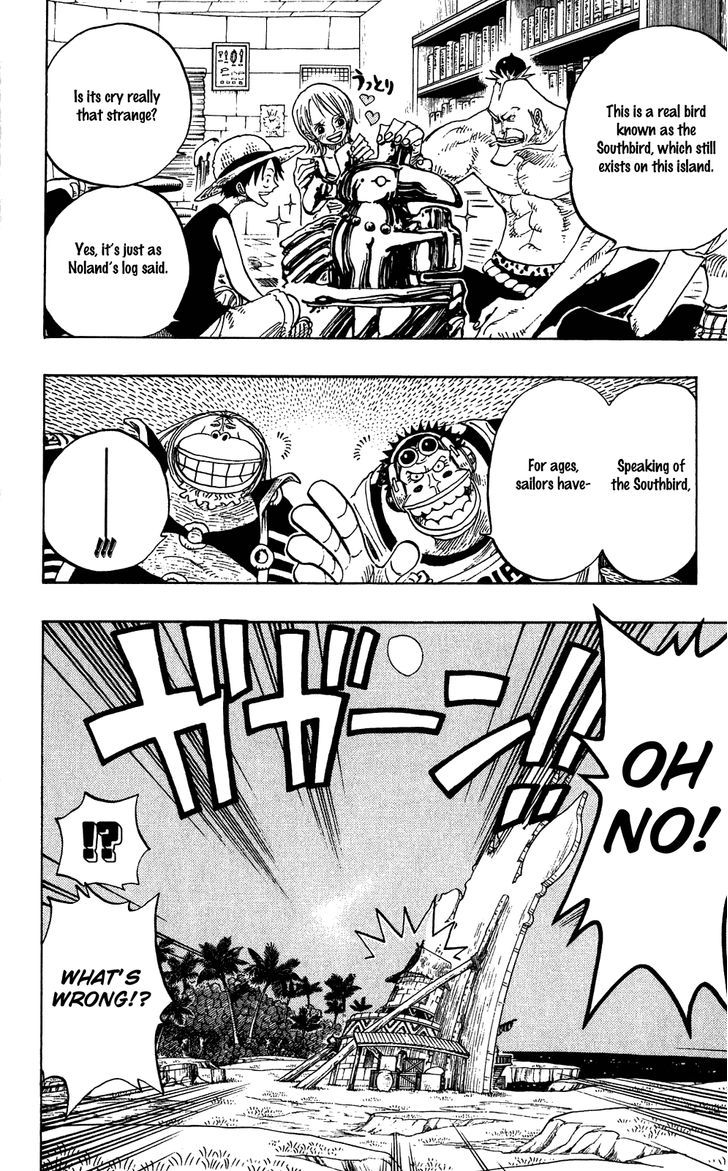 This is a real bird
known as the
Southbird, which still
exists on this island.
うっとり
Is its cry really
that strange?
Yes, it's just as
Noland's log said.
Speaking of
the Southbird,
For ages,
sailors have-
!!!
OH
NO!
ガガーン!!
!?
WHAT'S
WRONG!?